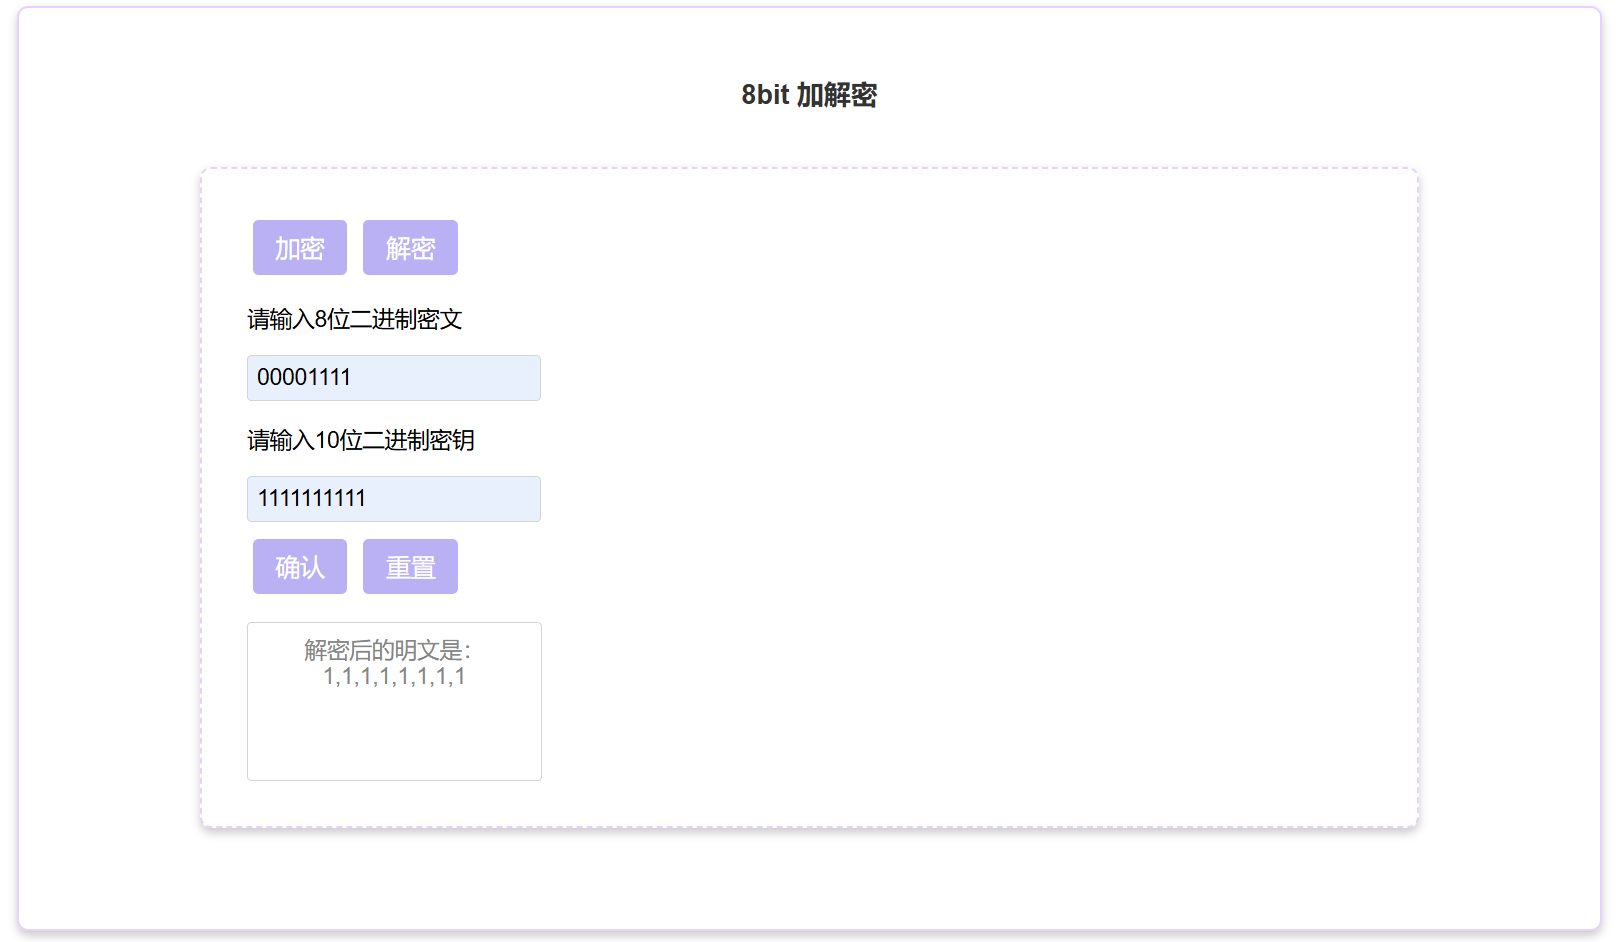 8bit 加解密
加密 解密
请输入8位二进制密文
00001111
请输入10位二进制密钥
1111111111
确认 重置
解密后的明文是：
1,1,1,1,1,1,1,1